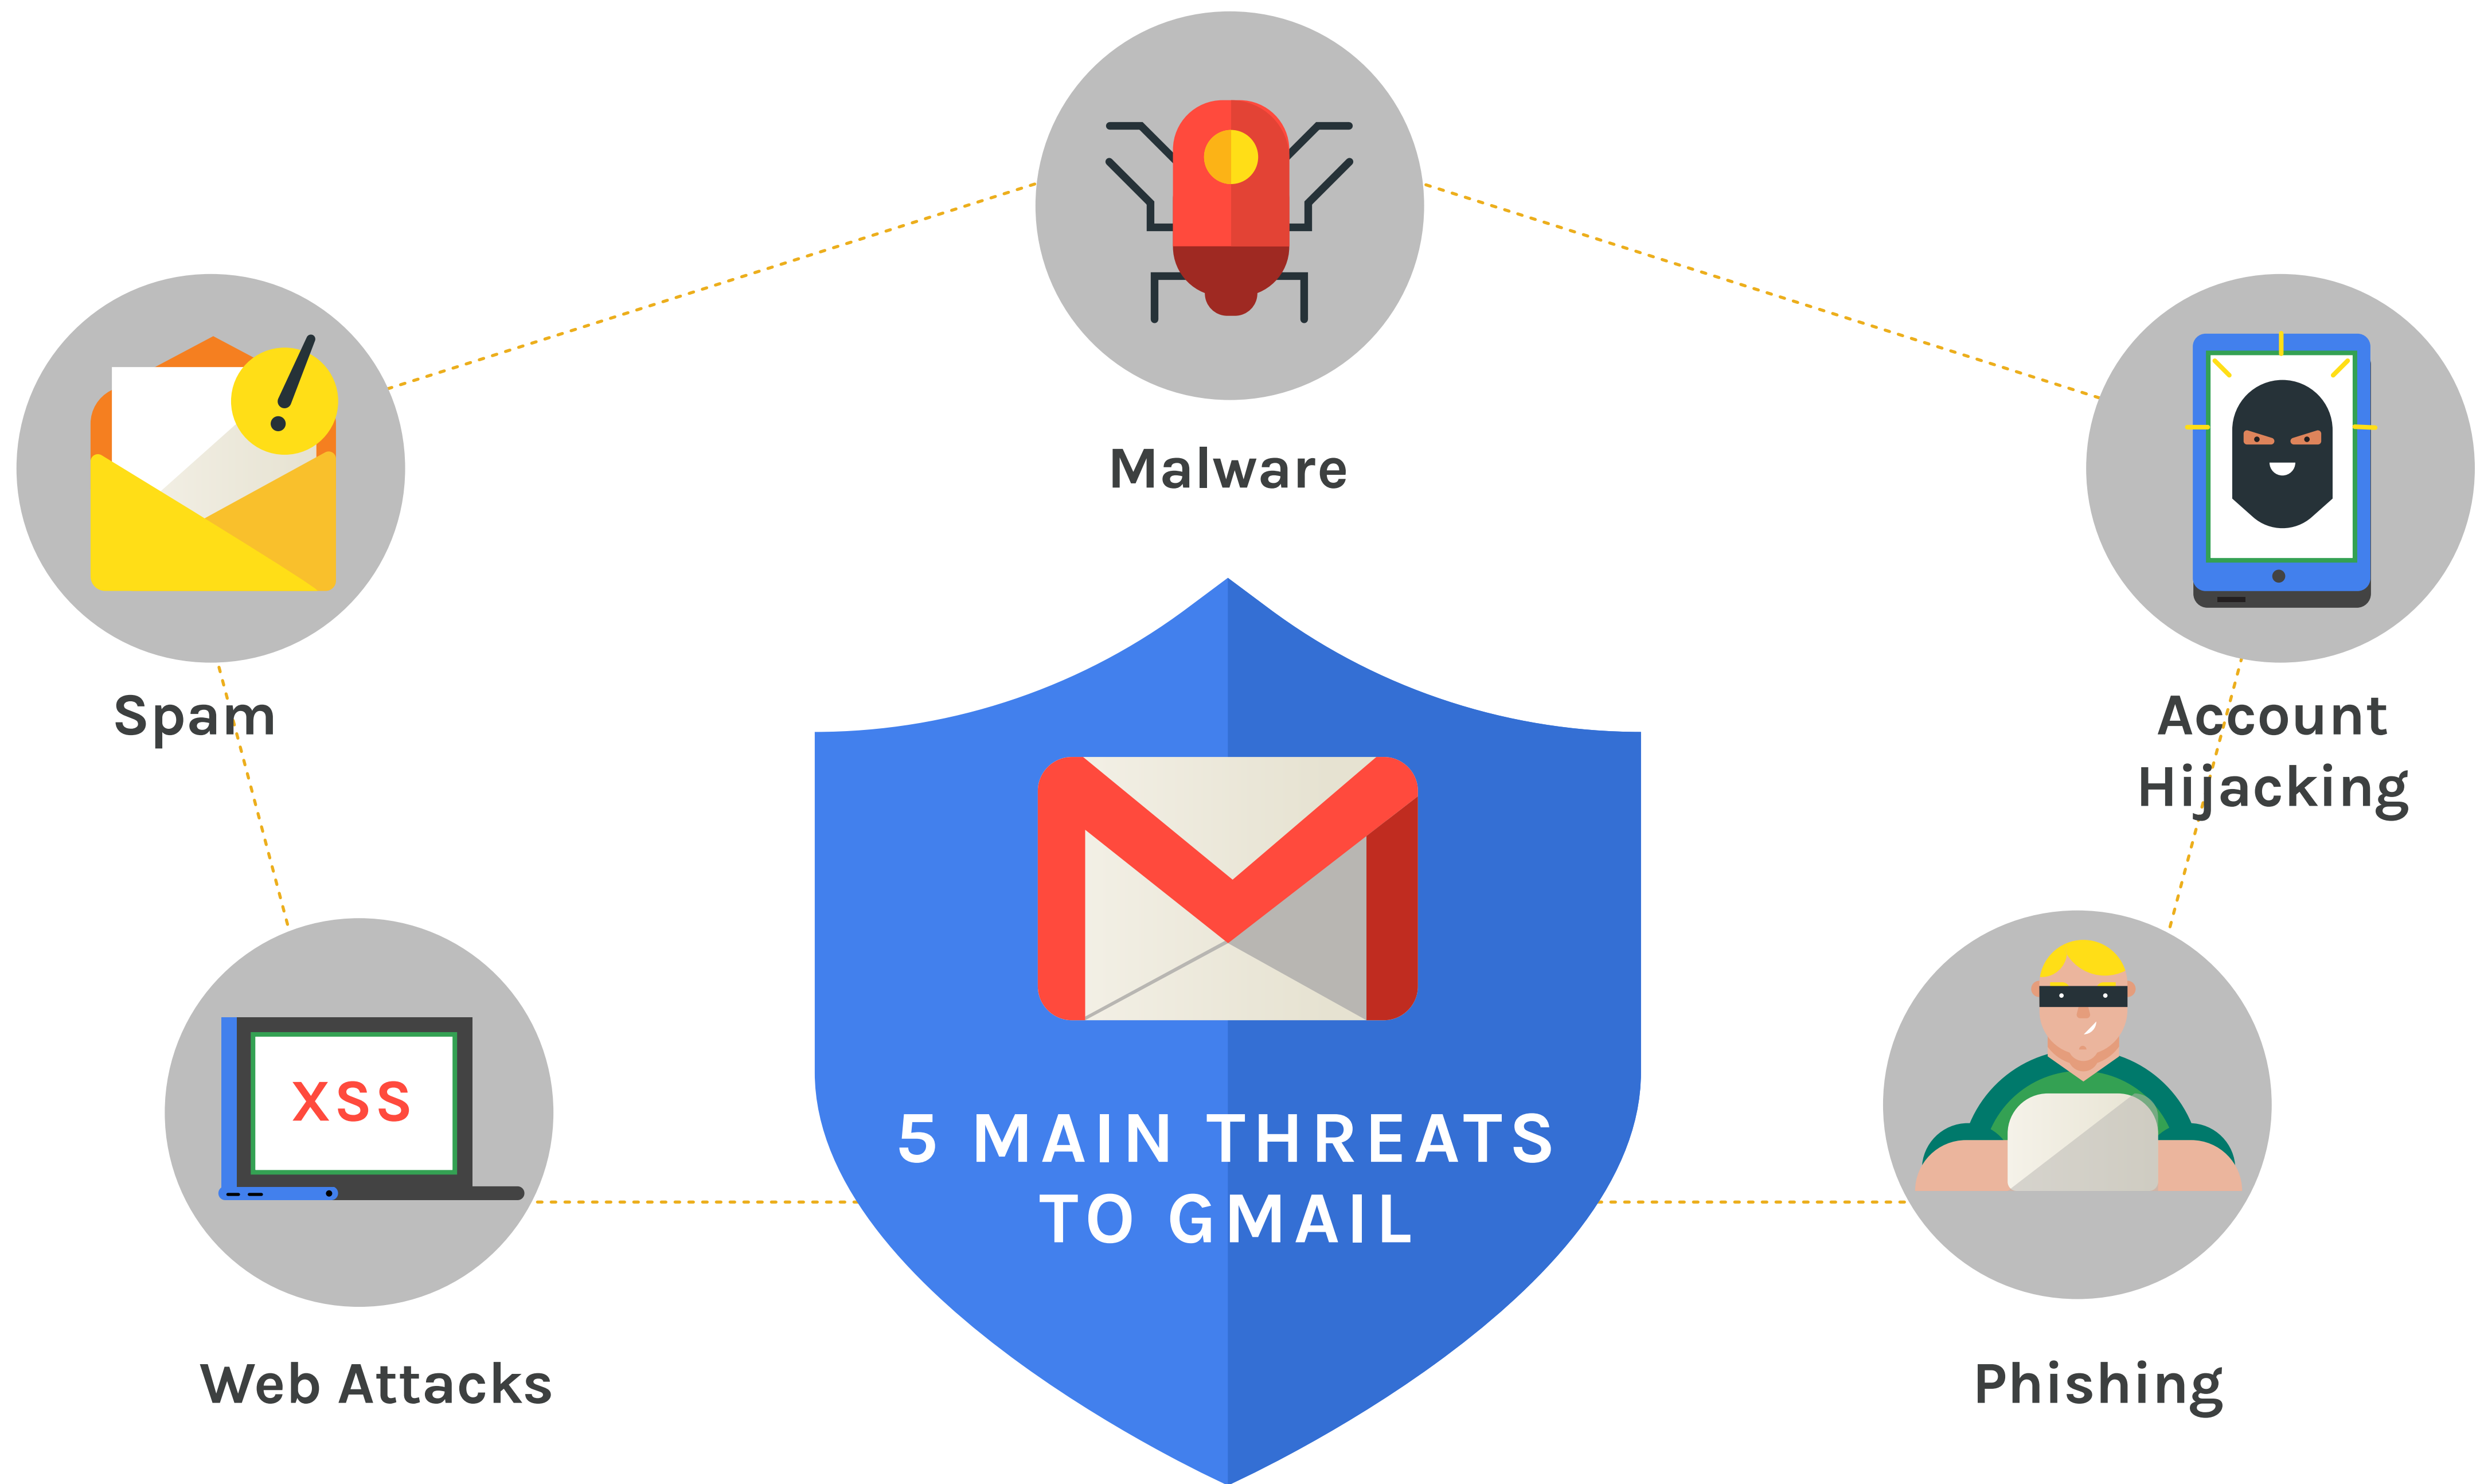 Malware
Spam
Account
Hijacking
XSS
5 MAIN THREATS
TO GMAIL
Web Attacks
Phishing